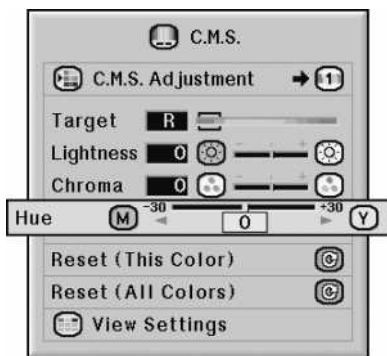 C.M.S.
C.M.S. Adjustment 1
Target R
Lightness 0 - +
Chroma 0 - +
Hue M -30 0 +30 Y
Reset (This Color)
Reset (All Colors)
View Settings